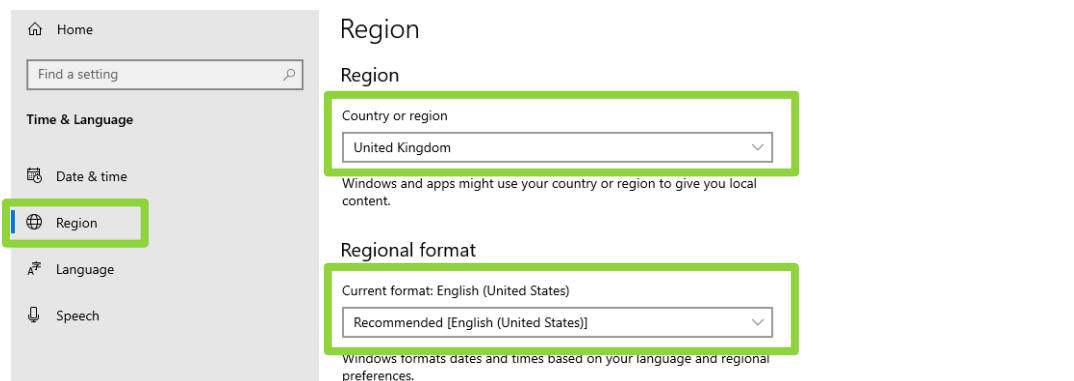 Home
Find a setting
Time & Language
Date & time
Region
Language
Speech
Region
Region
Country or region
United Kingdom
Windows and apps might use your country or region to give you local
content.
Regional format
Current format: English (United States)
Recommended [English (United States)]
Windows formats dates and times based on your language and regional
preferences.